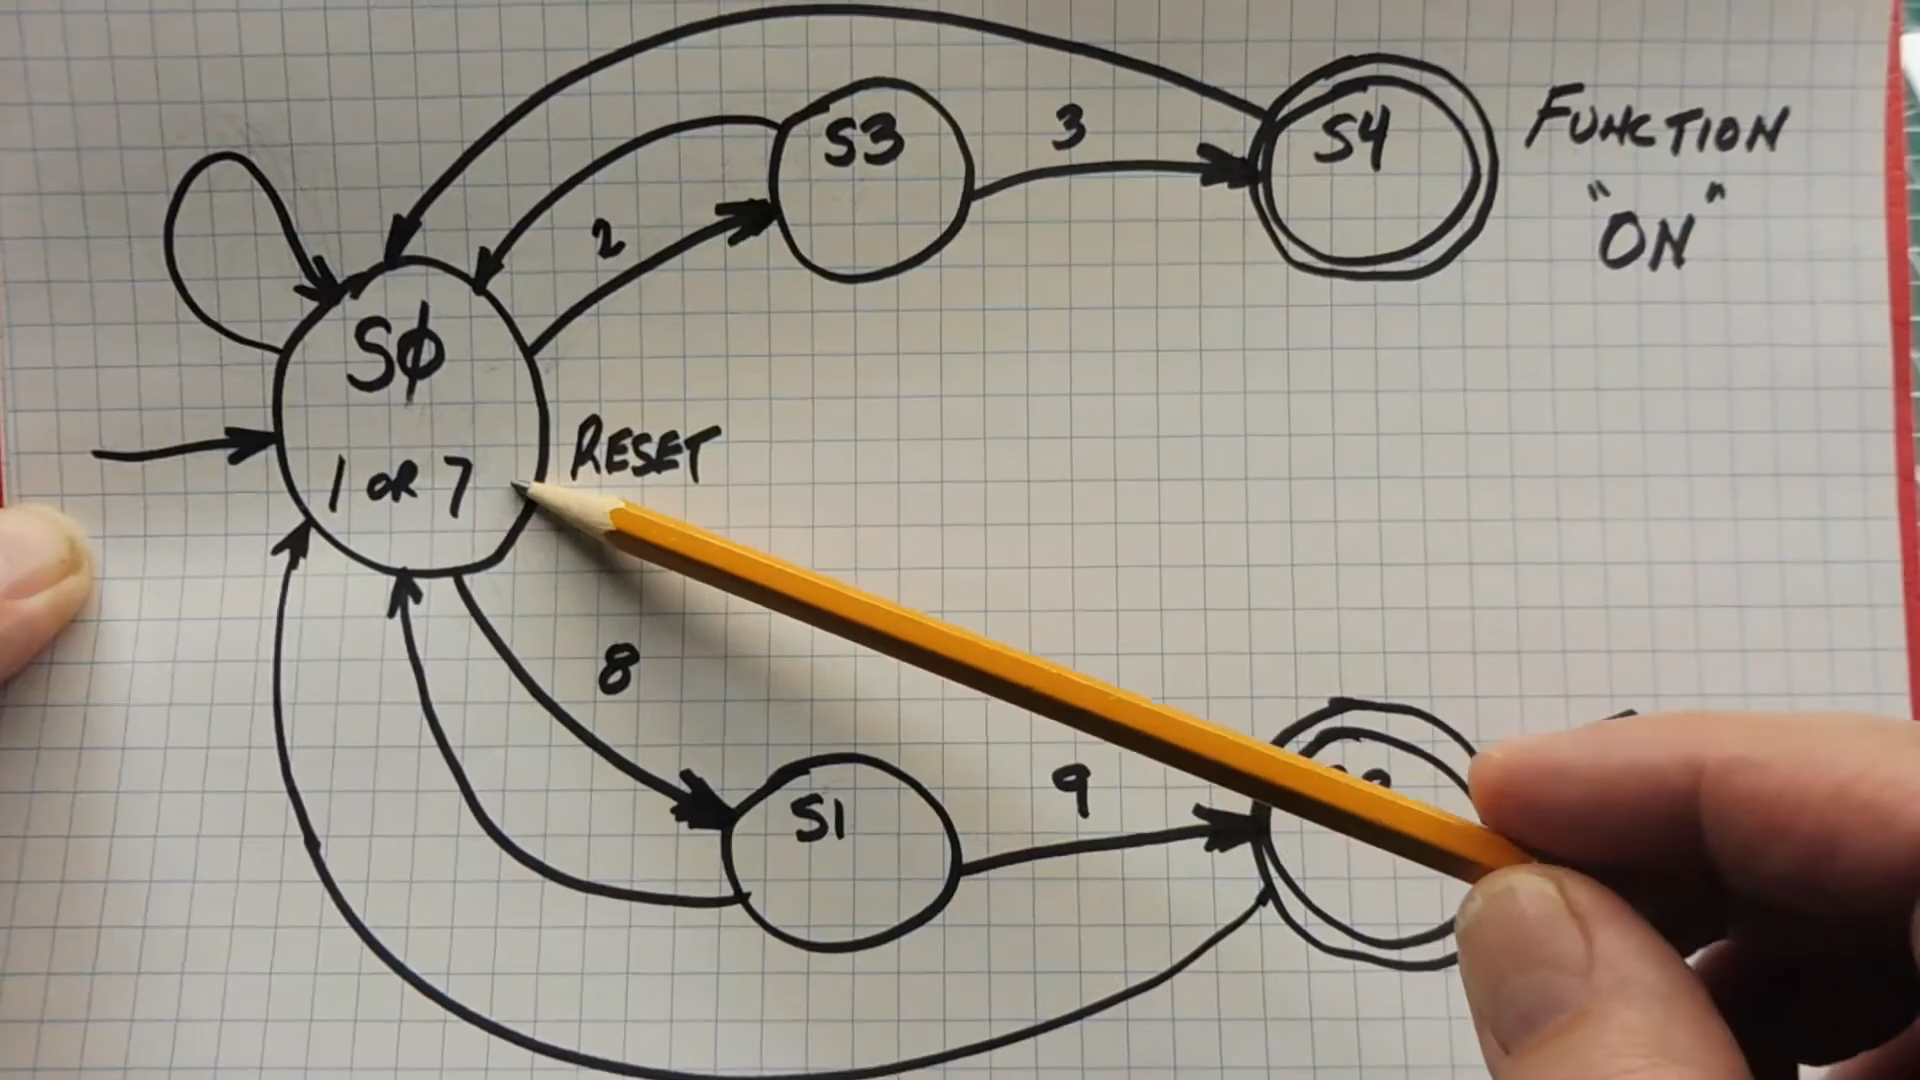 S3
3
S4
FUNCTION
"ON"
2
SØ
1 OR 7
RESET
8
S1
9